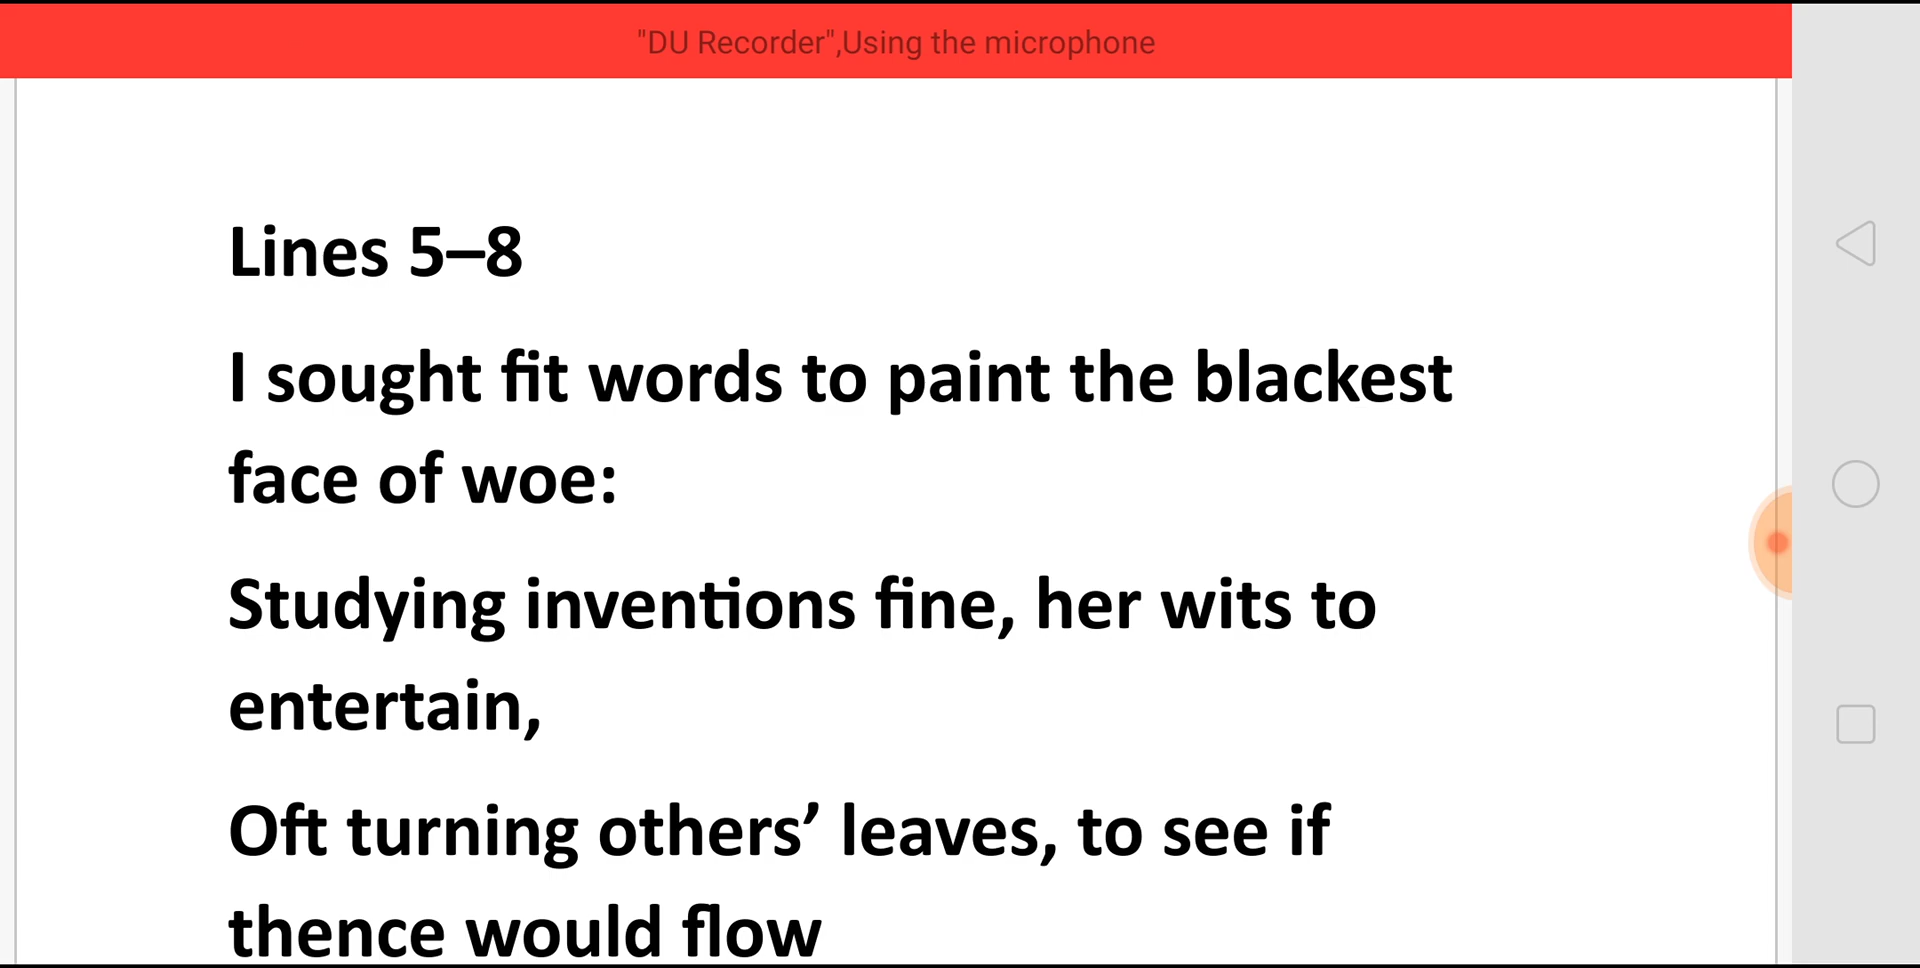 "DU Recorder",Using the microphone
Lines 5–8
I sought fit words to paint the blackest
face of woe:
Studying inventions fine, her wits to
entertain,
Oft turning others’ leaves, to see if
thence would flow